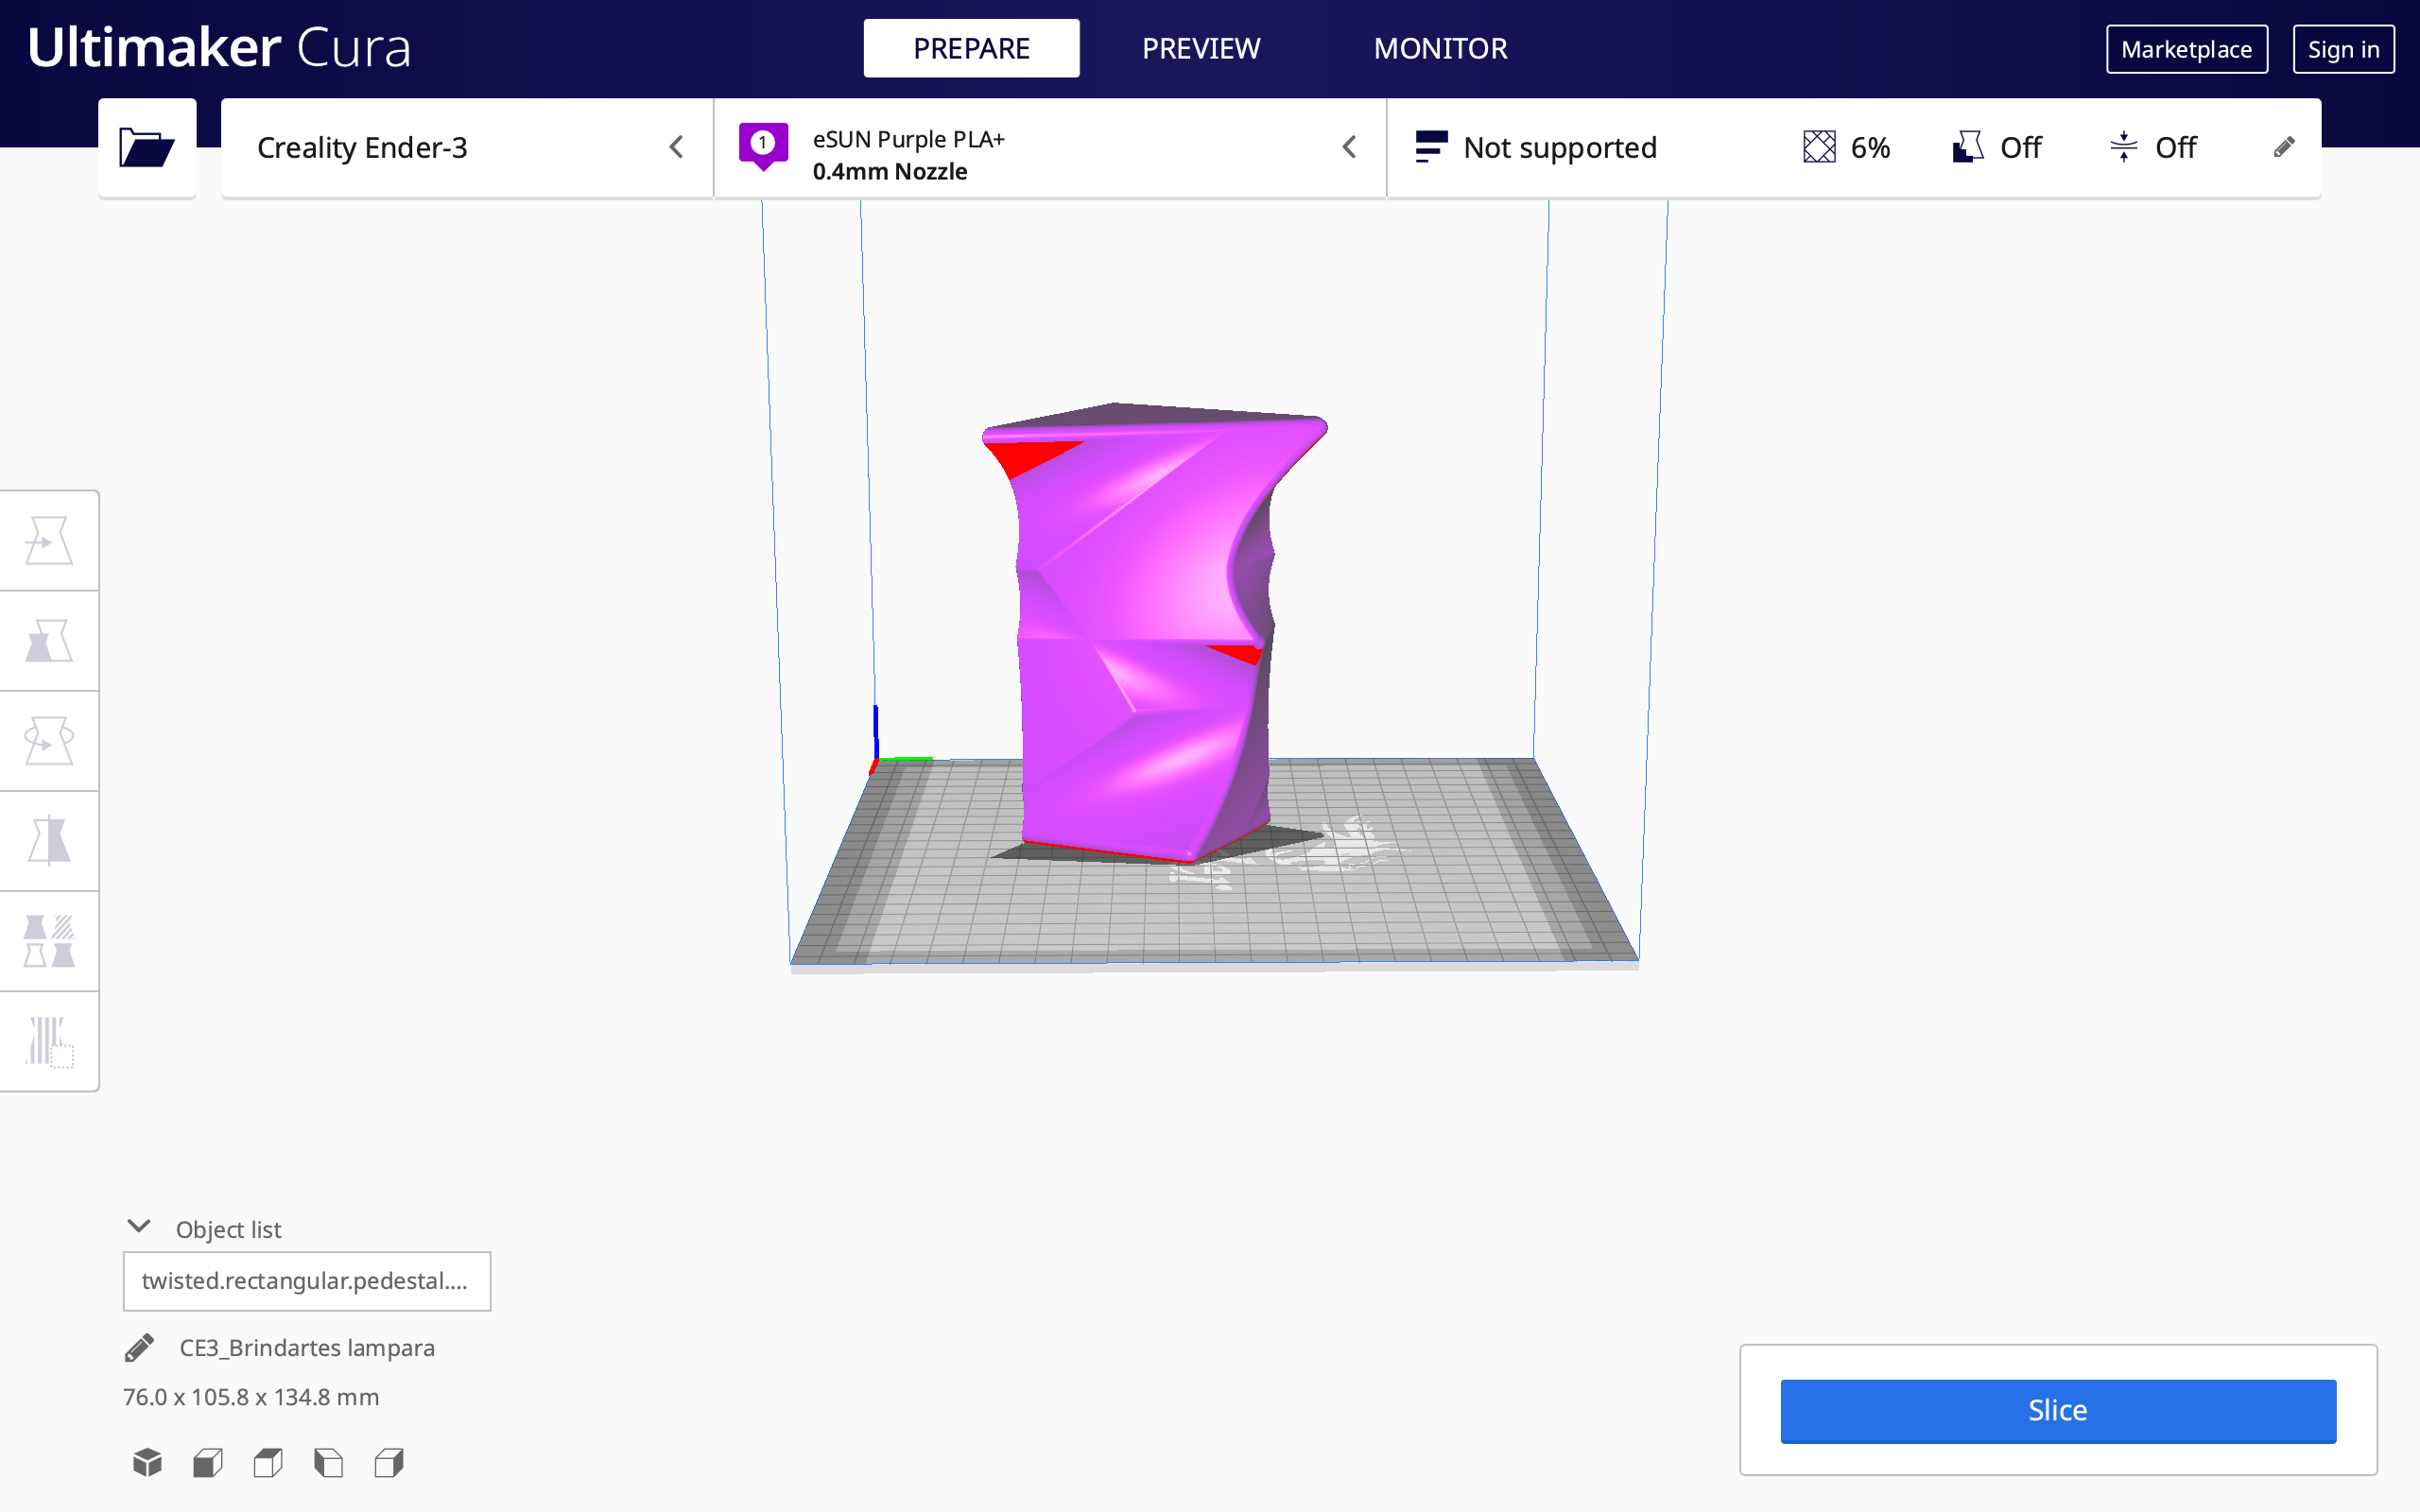 Ultimaker Cura
PREPARE
PREVIEW
MONITOR
Marketplace
Sign in
Creality Ender-3
1
eSUN Purple PLA+
0.4mm Nozzle
Not supported
6%
Off
Off
Object list
twisted.rectangular.pedestal....
CE3_Brindartes lampara
76.0 x 105.8 x 134.8 mm
Slice